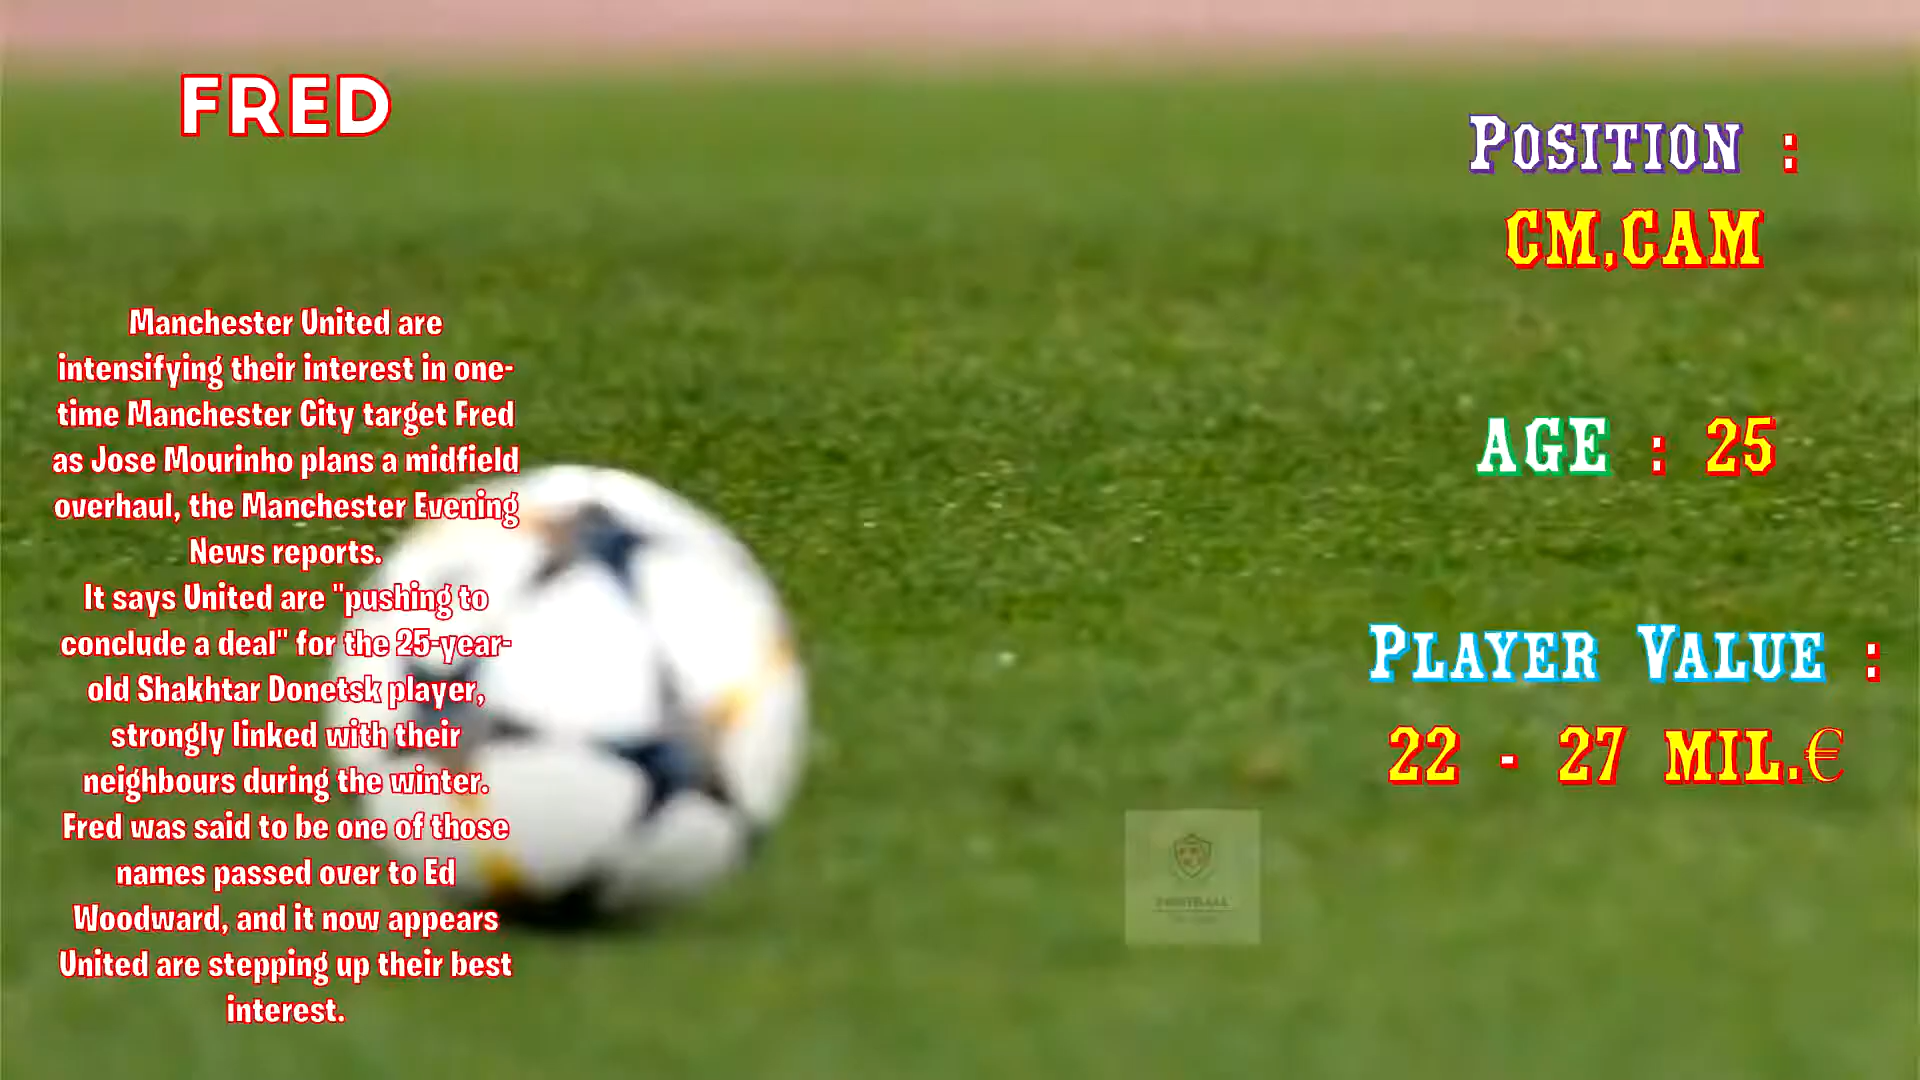 FRED
Manchester United are
intensifying their interest in one-
time Manchester City target Fred
as Jose Mourinho plans a midfield
overhaul, the Manchester Evening
News reports.
It says United are "pushing to
conclude a deal" for the 25-year-
old Shakhtar Donetsk player,
strongly linked with their
neighbours during the winter.
Fred was said to be one of those
names passed over to Ed
Woodward, and it now appears
United are stepping up their best
interest.
POSITION :
CM,CAM
AGE : 25
PLAYER VALUE :
22 - 27 MIL.€
FOOTBALL